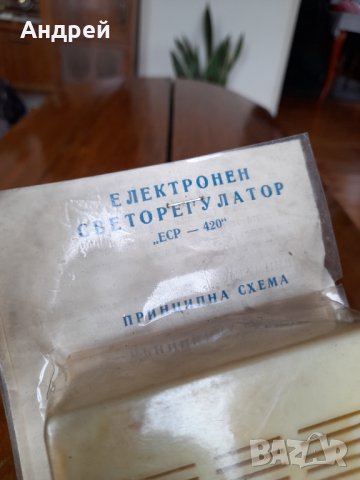 Андрей
ЕЛЕКТРОНЕН
СВЕТОРЕГУЛАТОР
„ЕСР — 420“
ПРИНЦИПНА СХЕМА
BAZAR